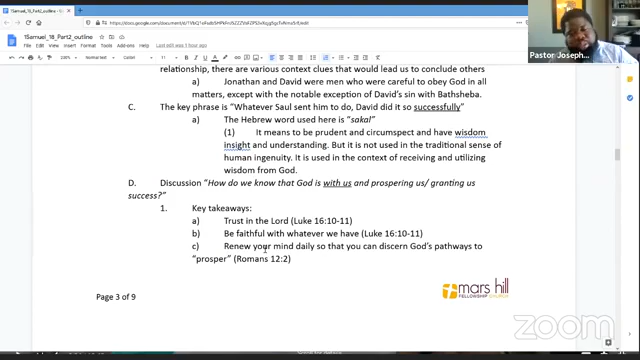 1Samuel_18_Part2_outline
File Edit View Insert Format Tools Add-ons Help
Last edit was 1 hour ago
Pastor Joseph...
relationship, there are various context clues that would lead us to conclude others
a) Jonathan and David were men who were careful to obey God in all
matters, except with the notable exception of David's sin with Bathsheba.
C. The key phrase is "Whatever Saul sent him to do, David did it so successfully"
a) The Hebrew word used here is "sakal"
(1) It means to be prudent and circumspect and have wisdom
insight and understanding. But it is not used in the traditional sense of
human ingenuity. It is used in the context of receiving and utilizing
wisdom from God.
D. Discussion "How do we know that God is with us and prospering us/ granting us
success?"
1. Key takeaways:
a) Trust in the Lord (Luke 16:10-11)
b) Be faithful with whatever we have (Luke 16:10-11)
c) Renew your mind daily so that you can discern God's pathways to
"prosper" (Romans 12:2)
mars hill
FELLOWSHIP CHURCH
Page 3 of 9
zoom